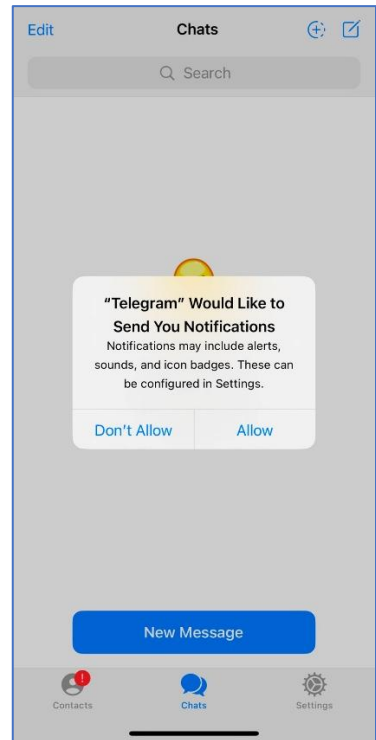 Edit Chats
Search
“Telegram” Would Like to
Send You Notifications
Notifications may include alerts,
sounds, and icon badges. These can
be configured in Settings.
Don’t Allow Allow
New Message
!
Contacts Chats Settings